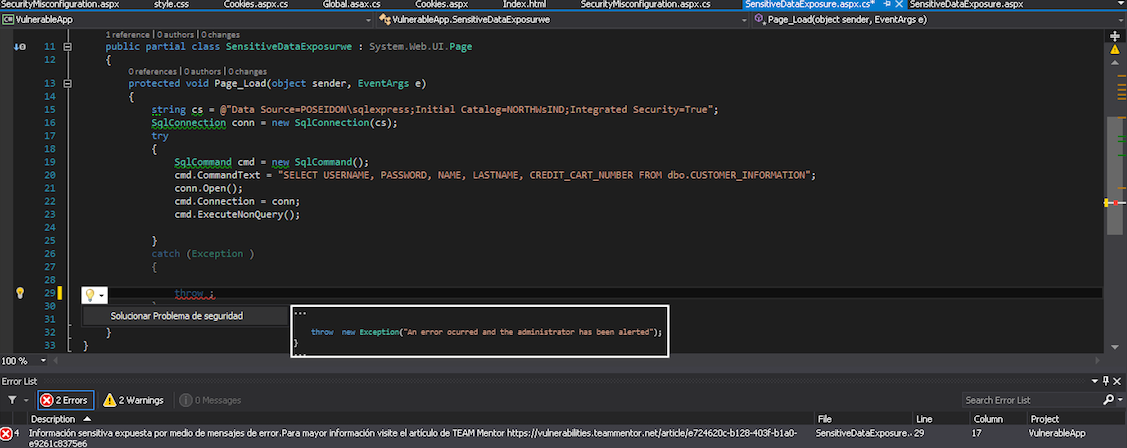 SecurityMisconfiguration.aspx style.css Cookies.aspx.cs Global.asax.cs Cookies.aspx Index.html SecurityMisconfiguration.aspx.cs SensitiveDataExposure.aspx.cs* SensitiveDataExposure.aspx
VulnerableApp VulnerableApp.SensitiveDataExposurwe Page_Load(object sender, EventArgs e)
1 reference | 0 authors | 0 changes
11 public partial class SensitiveDataExposurwe : System.Web.UI.Page
12 {
0 references | 0 authors | 0 changes
13 protected void Page_Load(object sender, EventArgs e)
14 {
15 string cs = @"Data Source=POSEIDON\sqlexpress;Initial Catalog=NORTHWsIND;Integrated Security=True";
16 SqlConnection conn = new SqlConnection(cs);
17 try
18 {
19 SqlCommand cmd = new SqlCommand();
20 cmd.CommandText = "SELECT USERNAME, PASSWORD, NAME, LASTNAME, CREDIT_CART_NUMBER FROM dbo.CUSTOMER_INFORMATION";
21 conn.Open();
22 cmd.Connection = conn;
23 cmd.ExecuteNonQuery();
24
25 }
26 catch (Exception )
27 {
28
29 throw ;
30 }
Solucionar Problema de seguridad
...
throw new Exception("An error ocurred and the administrator has been alerted");
}
...
31
32 }
33 }
100 %
Error List
2 Errors 2 Warnings 0 Messages Search Error List
Description File Line Column Project
4 Información sensitiva expuesta por medio de mensajes de error.Para mayor información visite el artículo de TEAM Mentor https://vulnerabilities.teammentor.net/article/e724620c-b128-403f-b1a0- SensitiveDataExposure.. 29 17 VulnerableApp
e9261c8375e6